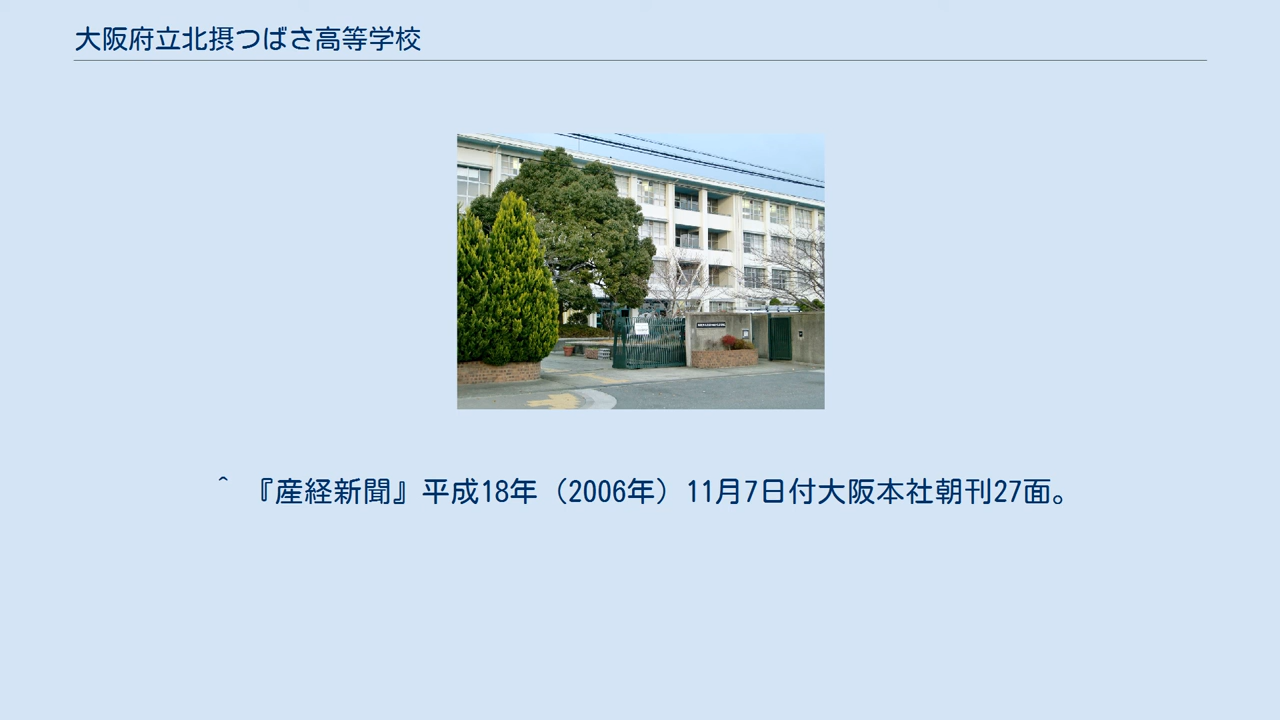 大阪府立北摂つばさ高等学校
^ 『産経新聞』平成18年（2006年）11月7日付大阪本社朝刊27面。